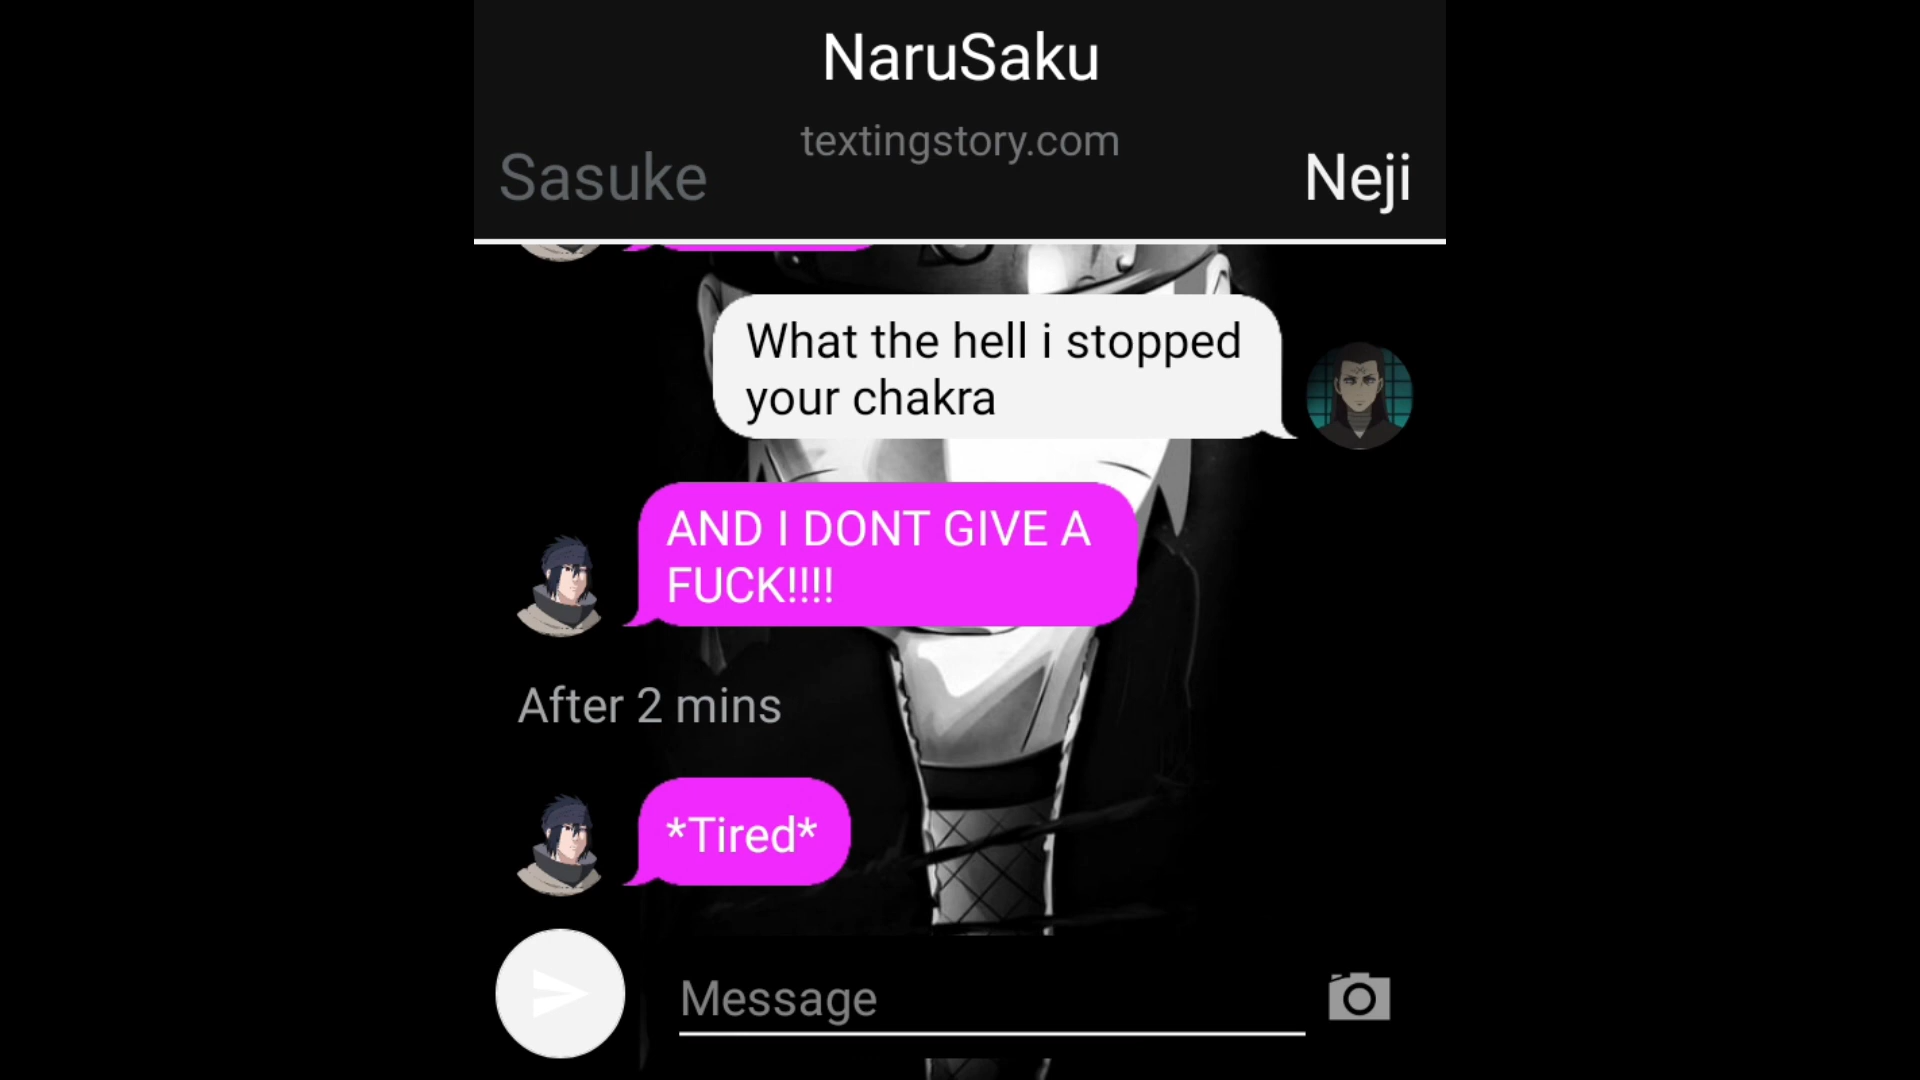 NaruSaku
textingstory.com
Sasuke
Neji
What the hell i stopped
your chakra
AND I DONT GIVE A
FUCK!!!!
After 2 mins
*Tired*
Message